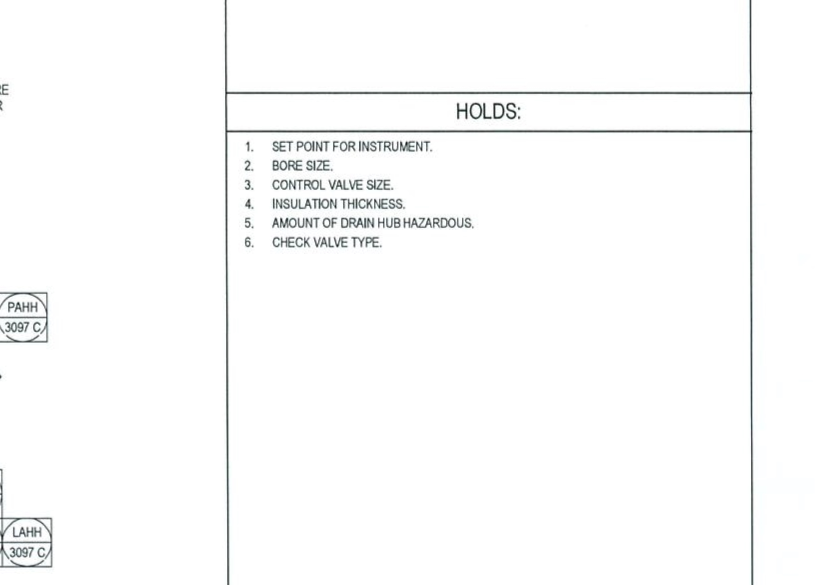 HOLDS:
1. SET POINT FOR INSTRUMENT.
2. BORE SIZE.
3. CONTROL VALVE SIZE.
4. INSULATION THICKNESS.
5. AMOUNT OF DRAIN HUB HAZARDOUS.
6. CHECK VALVE TYPE.
PAHH
3097 C
LAHH
3097 C